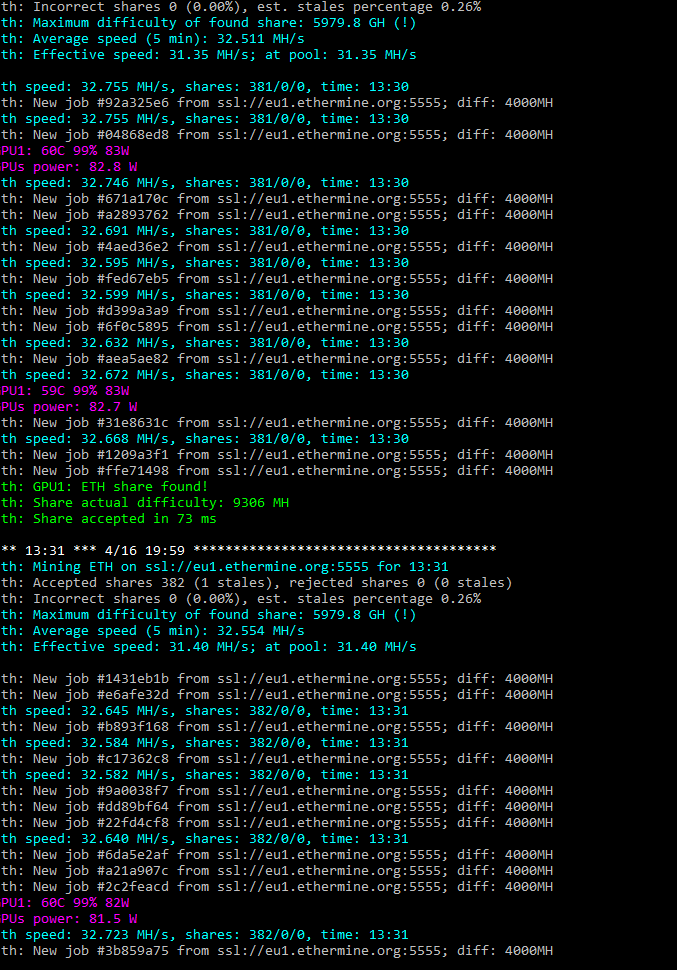 th: Incorrect shares 0 (0.00%), est. stales percentage 0.26%
th: Maximum difficulty of found share: 5979.8 GH (!)
th: Average speed (5 min): 32.511 MH/s
th: Effective speed: 31.35 MH/s; at pool: 31.35 MH/s
th speed: 32.755 MH/s, shares: 381/0/0, time: 13:30
th: New job #92a325e6 from ssl://eu1.ethermine.org:5555; diff: 4000MH
th speed: 32.755 MH/s, shares: 381/0/0, time: 13:30
th: New job #04868ed8 from ssl://eu1.ethermine.org:5555; diff: 4000MH
PU1: 60C 99% 83W
PUs power: 82.8 W
th speed: 32.746 MH/s, shares: 381/0/0, time: 13:30
th: New job #671a170c from ssl://eu1.ethermine.org:5555; diff: 4000MH
th: New job #a2893762 from ssl://eu1.ethermine.org:5555; diff: 4000MH
th speed: 32.691 MH/s, shares: 381/0/0, time: 13:30
th: New job #4aed36e2 from ssl://eu1.ethermine.org:5555; diff: 4000MH
th speed: 32.595 MH/s, shares: 381/0/0, time: 13:30
th: New job #fed67eb5 from ssl://eu1.ethermine.org:5555; diff: 4000MH
th speed: 32.599 MH/s, shares: 381/0/0, time: 13:30
th: New job #d399a3a9 from ssl://eu1.ethermine.org:5555; diff: 4000MH
th: New job #6f0c5895 from ssl://eu1.ethermine.org:5555; diff: 4000MH
th speed: 32.632 MH/s, shares: 381/0/0, time: 13:30
th: New job #aea5ae82 from ssl://eu1.ethermine.org:5555; diff: 4000MH
th speed: 32.672 MH/s, shares: 381/0/0, time: 13:30
PU1: 59C 99% 83W
PUs power: 82.7 W
th: New job #31e8631c from ssl://eu1.ethermine.org:5555; diff: 4000MH
th speed: 32.668 MH/s, shares: 381/0/0, time: 13:30
th: New job #1209a3f1 from ssl://eu1.ethermine.org:5555; diff: 4000MH
th: New job #ffe71498 from ssl://eu1.ethermine.org:5555; diff: 4000MH
th: GPU1: ETH share found!
th: Share actual difficulty: 9306 MH
th: Share accepted in 73 ms
** 13:31 *** 4/16 19:59 **************************************
th: Mining ETH on ssl://eu1.ethermine.org:5555 for 13:31
th: Accepted shares 382 (1 stales), rejected shares 0 (0 stales)
th: Incorrect shares 0 (0.00%), est. stales percentage 0.26%
th: Maximum difficulty of found share: 5979.8 GH (!)
th: Average speed (5 min): 32.554 MH/s
th: Effective speed: 31.40 MH/s; at pool: 31.40 MH/s
th: New job #1431eb1b from ssl://eu1.ethermine.org:5555; diff: 4000MH
th: New job #e6afe32d from ssl://eu1.ethermine.org:5555; diff: 4000MH
th speed: 32.645 MH/s, shares: 382/0/0, time: 13:31
th: New job #b893f168 from ssl://eu1.ethermine.org:5555; diff: 4000MH
th speed: 32.584 MH/s, shares: 382/0/0, time: 13:31
th: New job #c17362c8 from ssl://eu1.ethermine.org:5555; diff: 4000MH
th speed: 32.582 MH/s, shares: 382/0/0, time: 13:31
th: New job #9a0038f7 from ssl://eu1.ethermine.org:5555; diff: 4000MH
th: New job #dd89bf64 from ssl://eu1.ethermine.org:5555; diff: 4000MH
th: New job #22fd4cf8 from ssl://eu1.ethermine.org:5555; diff: 4000MH
th speed: 32.640 MH/s, shares: 382/0/0, time: 13:31
th: New job #6da5e2af from ssl://eu1.ethermine.org:5555; diff: 4000MH
th: New job #a21a907c from ssl://eu1.ethermine.org:5555; diff: 4000MH
th: New job #2c2feacd from ssl://eu1.ethermine.org:5555; diff: 4000MH
PU1: 60C 99% 82W
PUs power: 81.5 W
th speed: 32.723 MH/s, shares: 382/0/0, time: 13:31
th: New job #3b859a75 from ssl://eu1.ethermine.org:5555; diff: 4000MH